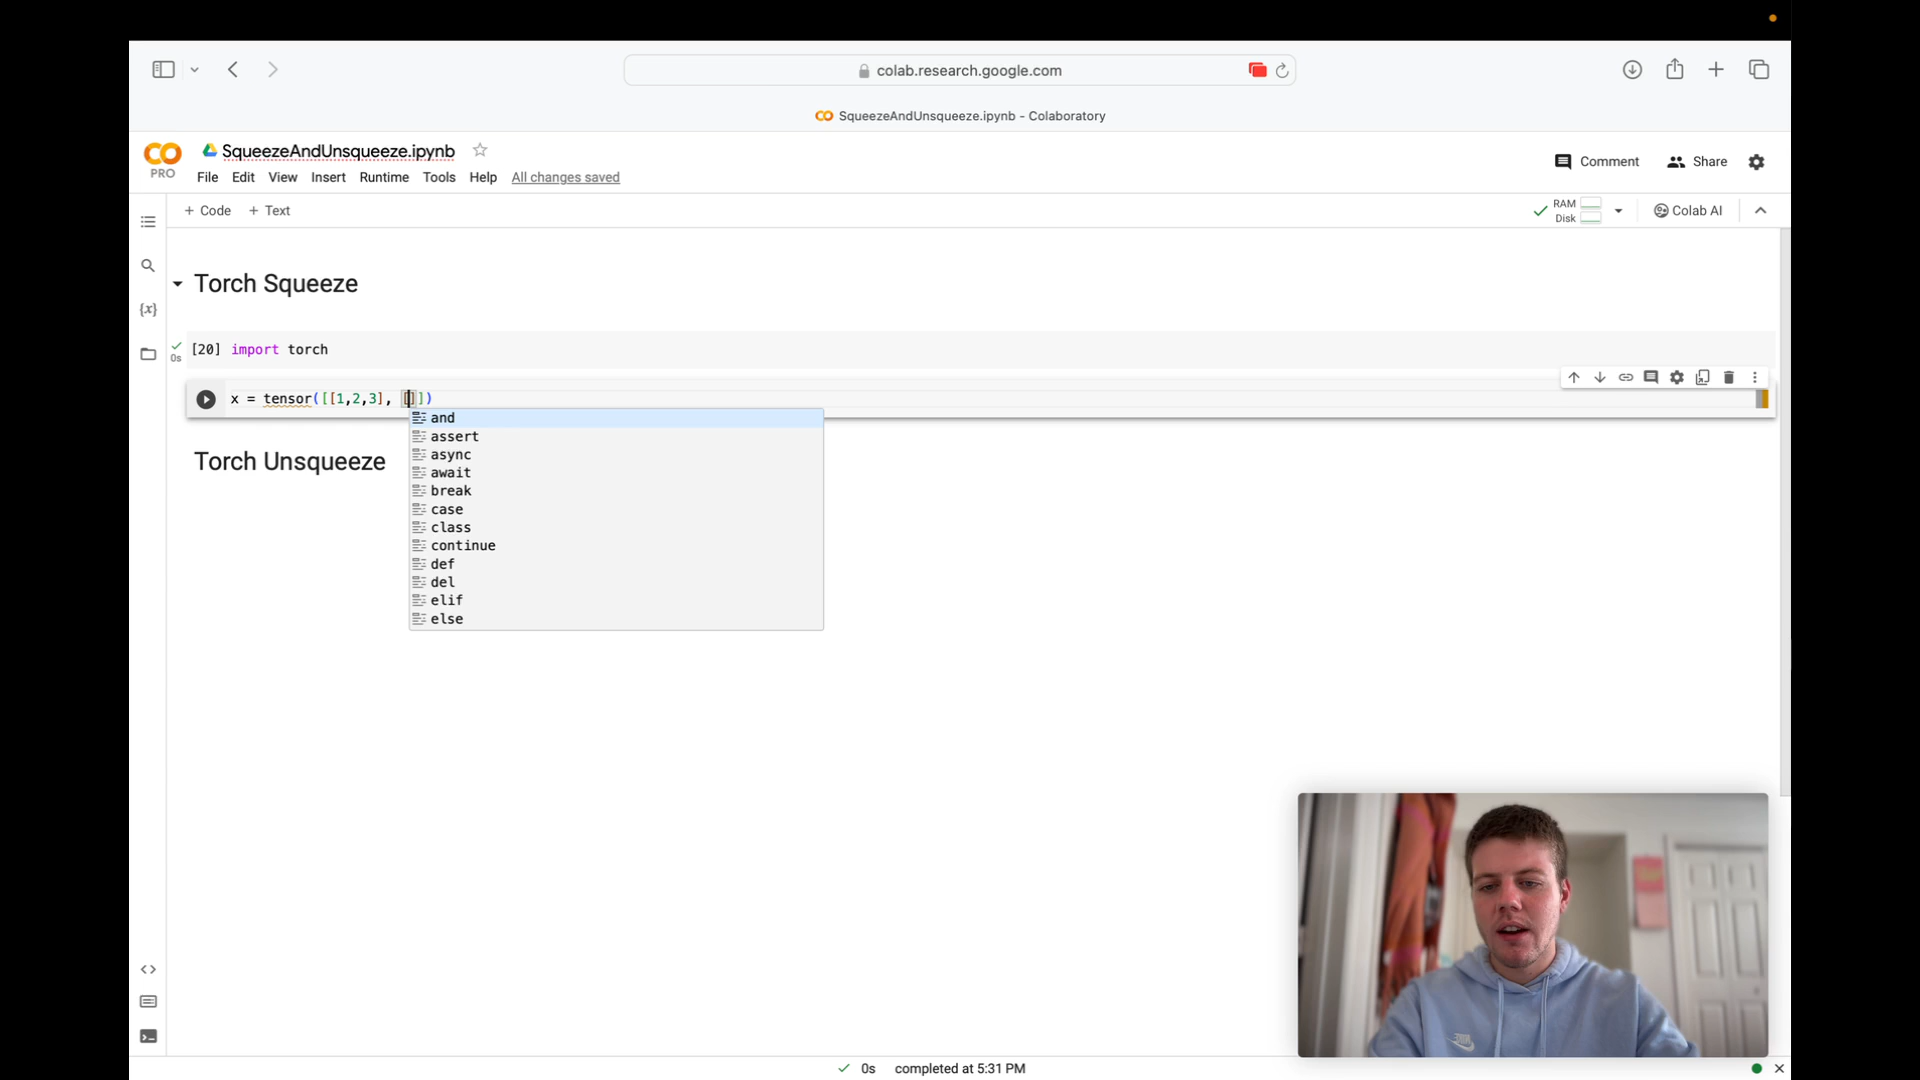 colab.research.google.com
SqueezeAndUnsqueeze.ipynb - Colaboratory
PRO
SqueezeAndUnsqueeze.ipynb
File Edit View Insert Runtime Tools Help All changes saved
Comment
Share
+ Code + Text
RAM
Disk
Colab AI
Torch Squeeze
{x}
0s
[20] import torch
x = tensor([[1,2,3], []])
and
assert
async
await
break
case
class
continue
def
del
elif
else
Torch Unsqueeze
0s completed at 5:31 PM